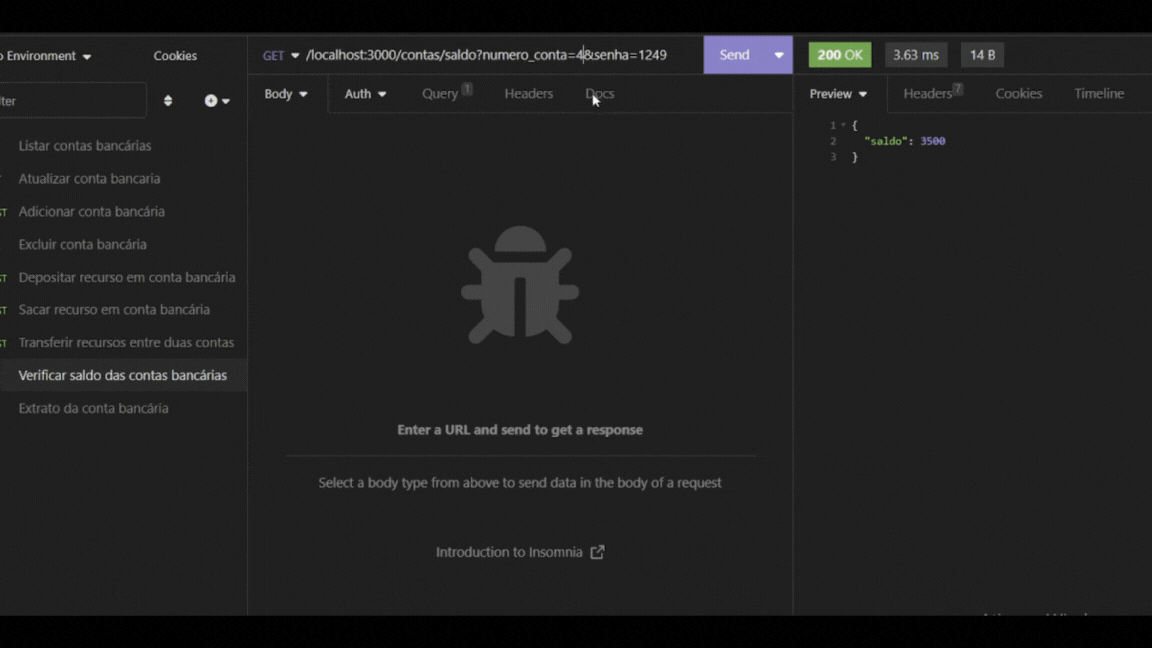 Environment
Cookies
GET /localhost:3000/contas/saldo?numero_conta=4&senha=1249
Send
200 OK
3.63 ms
14 B
Body
Auth
Query 1
Headers
Docs
Preview
Headers 7
Cookies
Timeline
Listar contas bancárias
Atualizar conta bancaria
Adicionar conta bancária
Excluir conta bancária
Depositar recurso em conta bancária
Sacar recurso em conta bancária
Transferir recursos entre duas contas
Verificar saldo das contas bancárias
Extrato da conta bancária
1 {
2 "saldo": 3500
3 }
Enter a URL and send to get a response
Select a body type from above to send data in the body of a request
Introduction to Insomnia